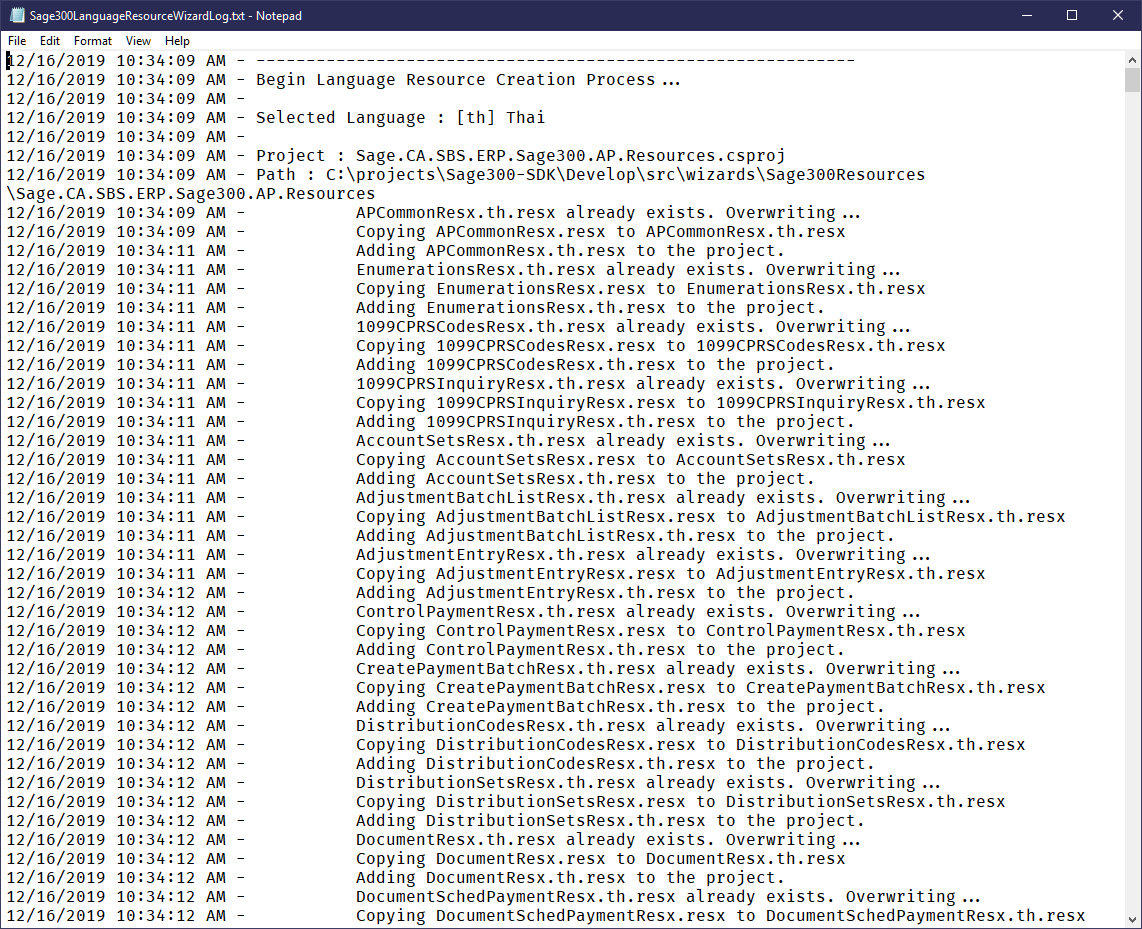 Sage300LanguageResourceWizardLog.txt - Notepad
File Edit Format View Help
12/16/2019 10:34:09 AM - ------------------------------------------------------------
12/16/2019 10:34:09 AM - Begin Language Resource Creation Process...
12/16/2019 10:34:09 AM -
12/16/2019 10:34:09 AM - Selected Language : [th] Thai
12/16/2019 10:34:09 AM -
12/16/2019 10:34:09 AM - Project : Sage.CA.SBS.ERP.Sage300.AP.Resources.csproj
12/16/2019 10:34:09 AM - Path : C:\projects\Sage300-SDK\Develop\src\wizards\Sage300Resources
\Sage.CA.SBS.ERP.Sage300.AP.Resources
12/16/2019 10:34:09 AM - APCommonResx.th.resx already exists. Overwriting...
12/16/2019 10:34:09 AM - Copying APCommonResx.resx to APCommonResx.th.resx
12/16/2019 10:34:11 AM - Adding APCommonResx.th.resx to the project.
12/16/2019 10:34:11 AM - EnumerationsResx.th.resx already exists. Overwriting...
12/16/2019 10:34:11 AM - Copying EnumerationsResx.resx to EnumerationsResx.th.resx
12/16/2019 10:34:11 AM - Adding EnumerationsResx.th.resx to the project.
12/16/2019 10:34:11 AM - 1099CPRSCodesResx.th.resx already exists. Overwriting...
12/16/2019 10:34:11 AM - Copying 1099CPRSCodesResx.resx to 1099CPRSCodesResx.th.resx
12/16/2019 10:34:11 AM - Adding 1099CPRSCodesResx.th.resx to the project.
12/16/2019 10:34:11 AM - 1099CPRSInquiryResx.th.resx already exists. Overwriting...
12/16/2019 10:34:11 AM - Copying 1099CPRSInquiryResx.resx to 1099CPRSInquiryResx.th.resx
12/16/2019 10:34:11 AM - Adding 1099CPRSInquiryResx.th.resx to the project.
12/16/2019 10:34:11 AM - AccountSetsResx.th.resx already exists. Overwriting...
12/16/2019 10:34:11 AM - Copying AccountSetsResx.resx to AccountSetsResx.th.resx
12/16/2019 10:34:11 AM - Adding AccountSetsResx.th.resx to the project.
12/16/2019 10:34:11 AM - AdjustmentBatchListResx.th.resx already exists. Overwriting...
12/16/2019 10:34:11 AM - Copying AdjustmentBatchListResx.resx to AdjustmentBatchListResx.th.resx
12/16/2019 10:34:11 AM - Adding AdjustmentBatchListResx.th.resx to the project.
12/16/2019 10:34:11 AM - AdjustmentEntryResx.th.resx already exists. Overwriting...
12/16/2019 10:34:11 AM - Copying AdjustmentEntryResx.resx to AdjustmentEntryResx.th.resx
12/16/2019 10:34:12 AM - Adding AdjustmentEntryResx.th.resx to the project.
12/16/2019 10:34:12 AM - ControlPaymentResx.th.resx already exists. Overwriting...
12/16/2019 10:34:12 AM - Copying ControlPaymentResx.resx to ControlPaymentResx.th.resx
12/16/2019 10:34:12 AM - Adding ControlPaymentResx.th.resx to the project.
12/16/2019 10:34:12 AM - CreatePaymentBatchResx.th.resx already exists. Overwriting...
12/16/2019 10:34:12 AM - Copying CreatePaymentBatchResx.resx to CreatePaymentBatchResx.th.resx
12/16/2019 10:34:12 AM - Adding CreatePaymentBatchResx.th.resx to the project.
12/16/2019 10:34:12 AM - DistributionCodesResx.th.resx already exists. Overwriting...
12/16/2019 10:34:12 AM - Copying DistributionCodesResx.resx to DistributionCodesResx.th.resx
12/16/2019 10:34:12 AM - Adding DistributionCodesResx.th.resx to the project.
12/16/2019 10:34:12 AM - DistributionSetsResx.th.resx already exists. Overwriting...
12/16/2019 10:34:12 AM - Copying DistributionSetsResx.resx to DistributionSetsResx.th.resx
12/16/2019 10:34:12 AM - Adding DistributionSetsResx.th.resx to the project.
12/16/2019 10:34:12 AM - DocumentResx.th.resx already exists. Overwriting...
12/16/2019 10:34:12 AM - Copying DocumentResx.resx to DocumentResx.th.resx
12/16/2019 10:34:12 AM - Adding DocumentResx.th.resx to the project.
12/16/2019 10:34:12 AM - DocumentSchedPaymentResx.th.resx already exists. Overwriting...
12/16/2019 10:34:12 AM - Copying DocumentSchedPaymentResx.resx to DocumentSchedPaymentResx.th.resx